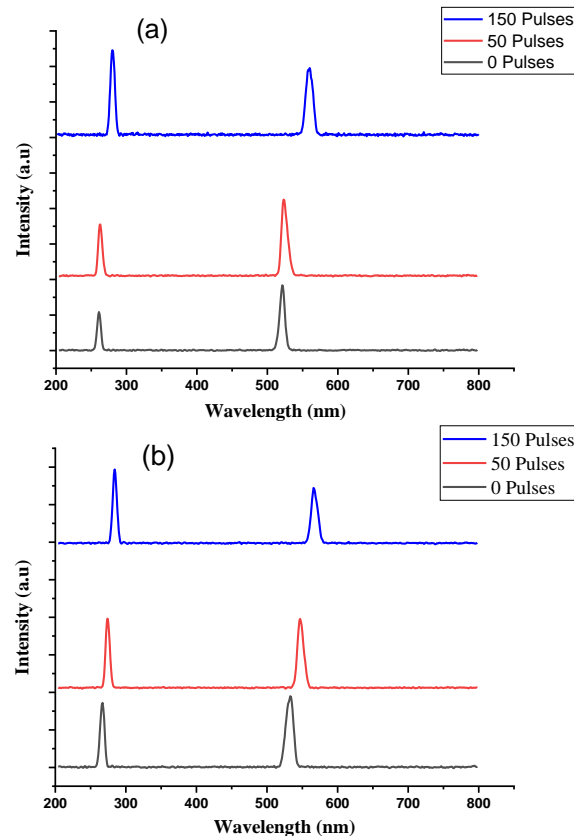 (a)
150 Pulses
50 Pulses
0 Pulses
Intensity (a.u)
200 300 400 500 600 700 800
Wavelength (nm)
(b)
150 Pulses
50 Pulses
0 Pulses
Intensity (a.u)
200 300 400 500 600 700 800
Wavelength (nm)